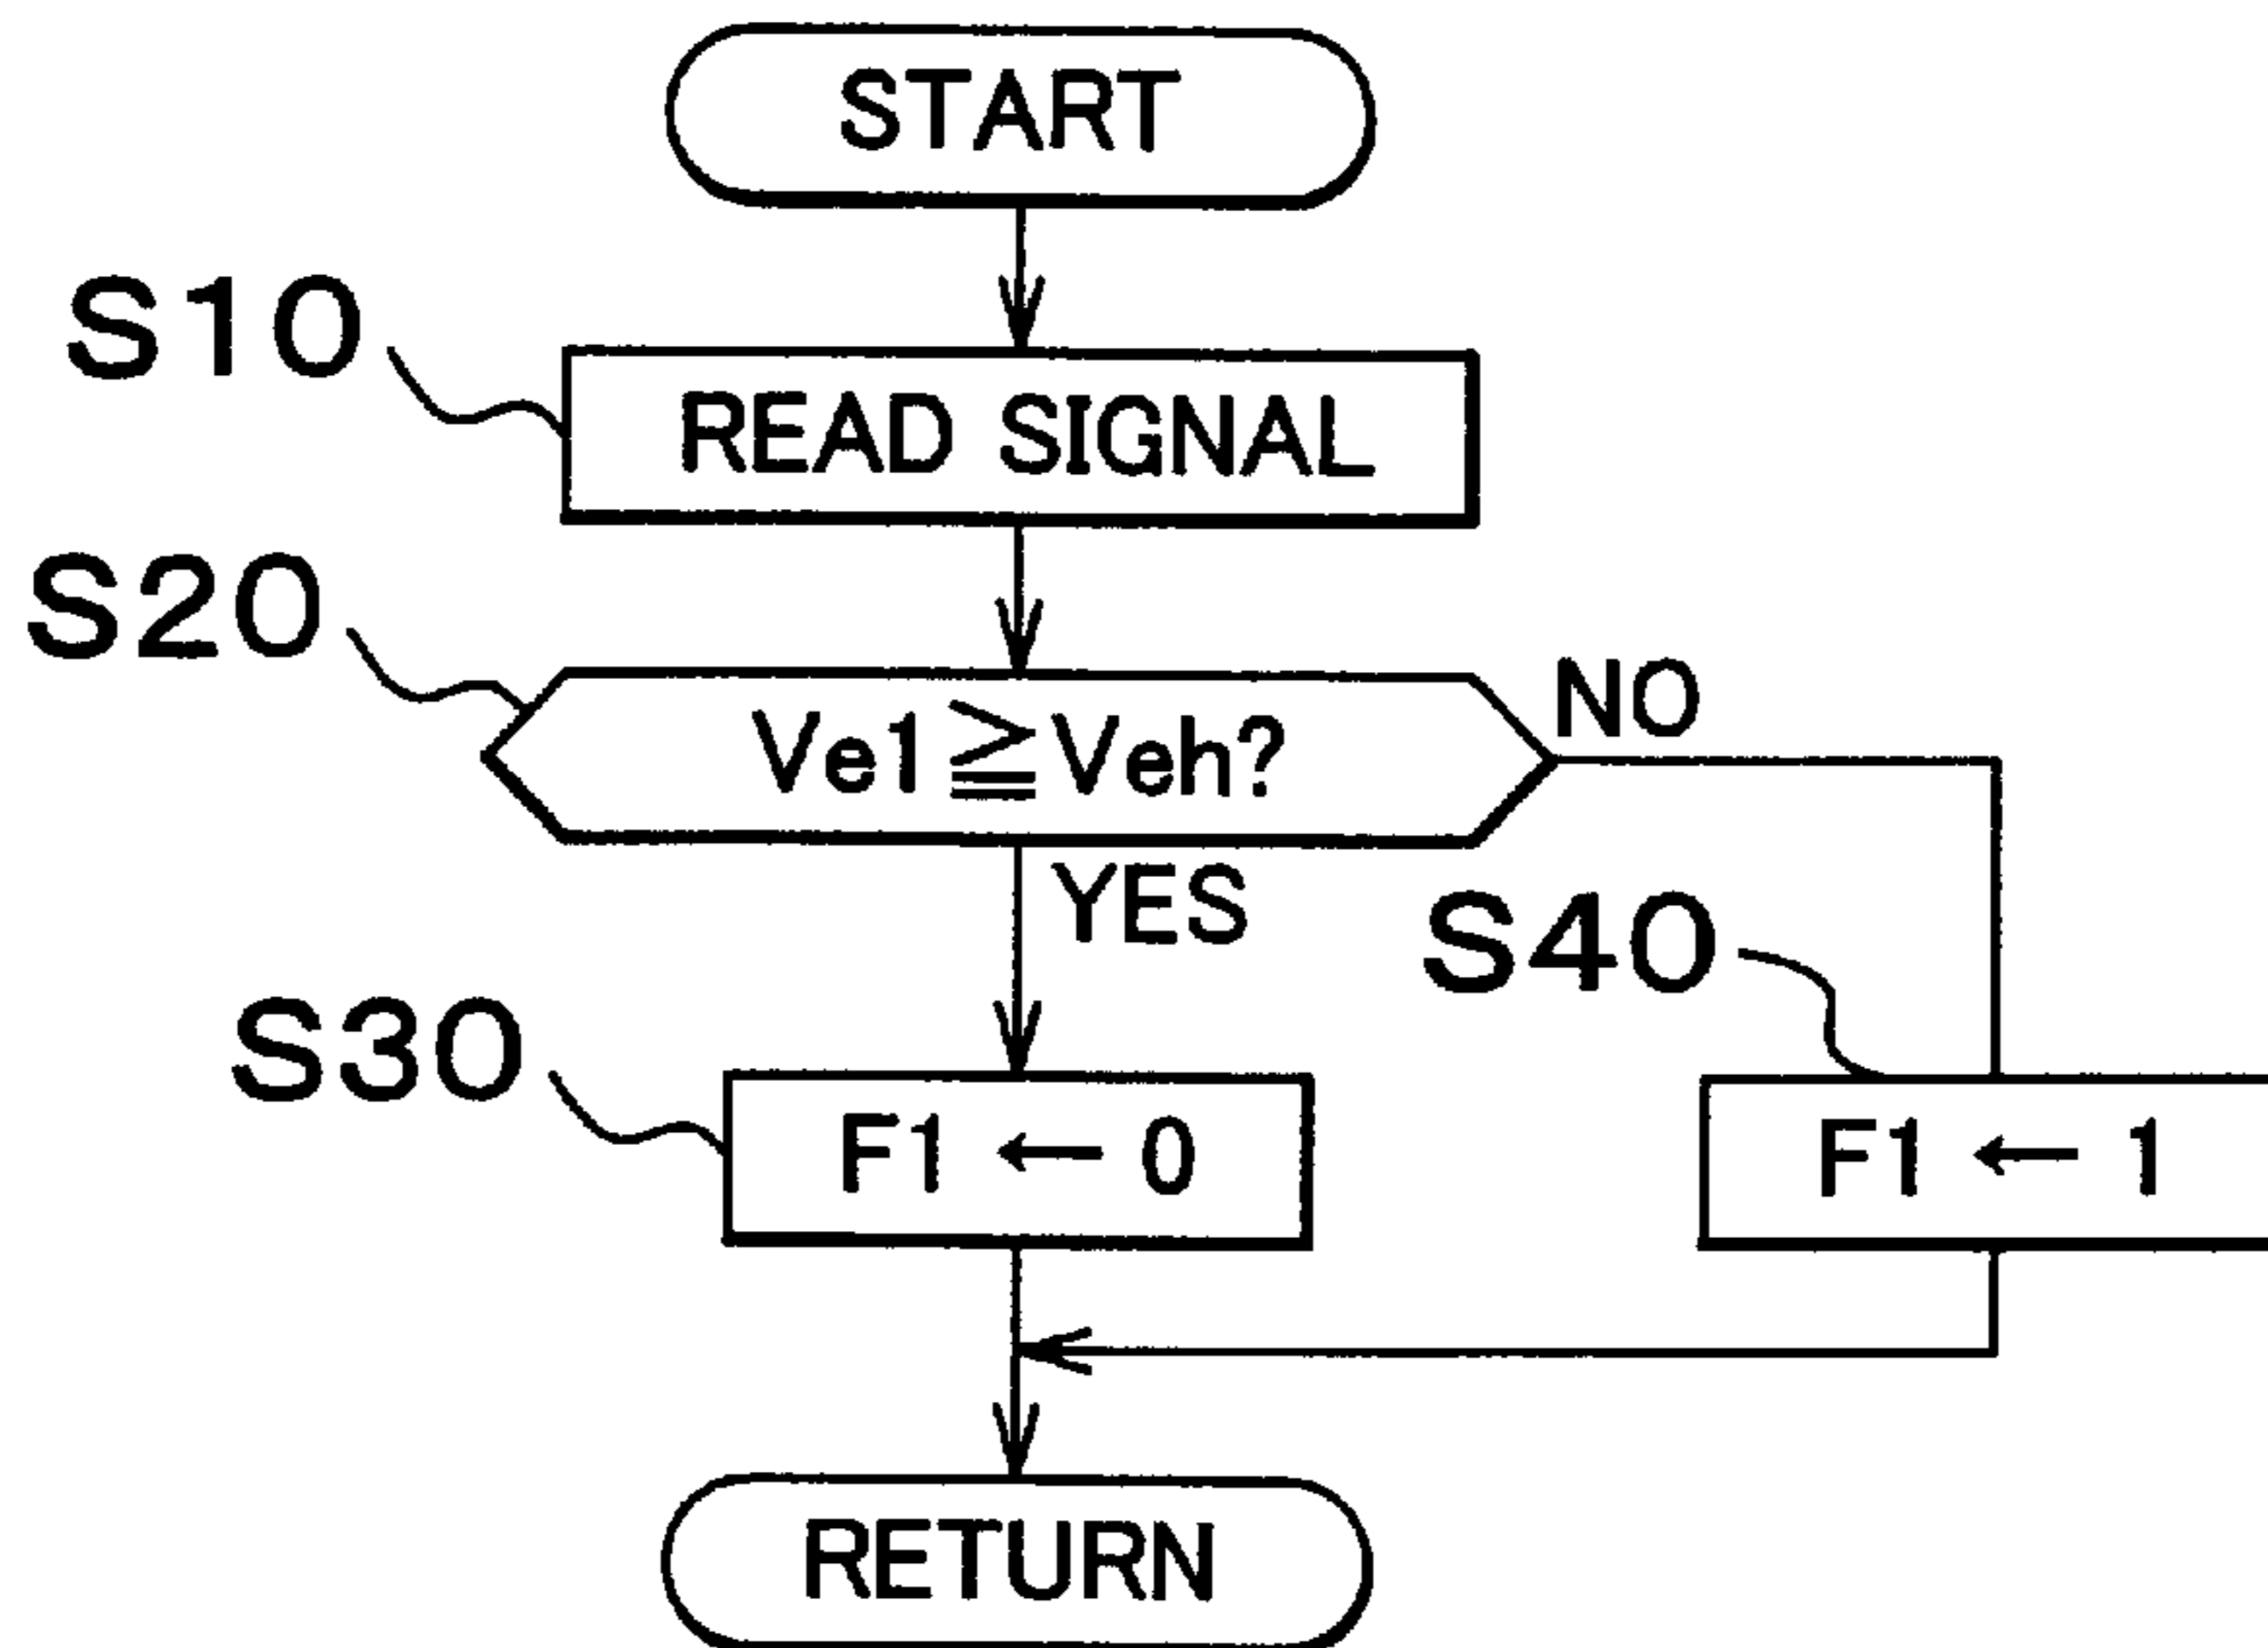 START
S10
READ SIGNAL
S20
Ve1≧Veh?
NO
YES
S40
S30
F1 ← 0
F1 ← 1
RETURN